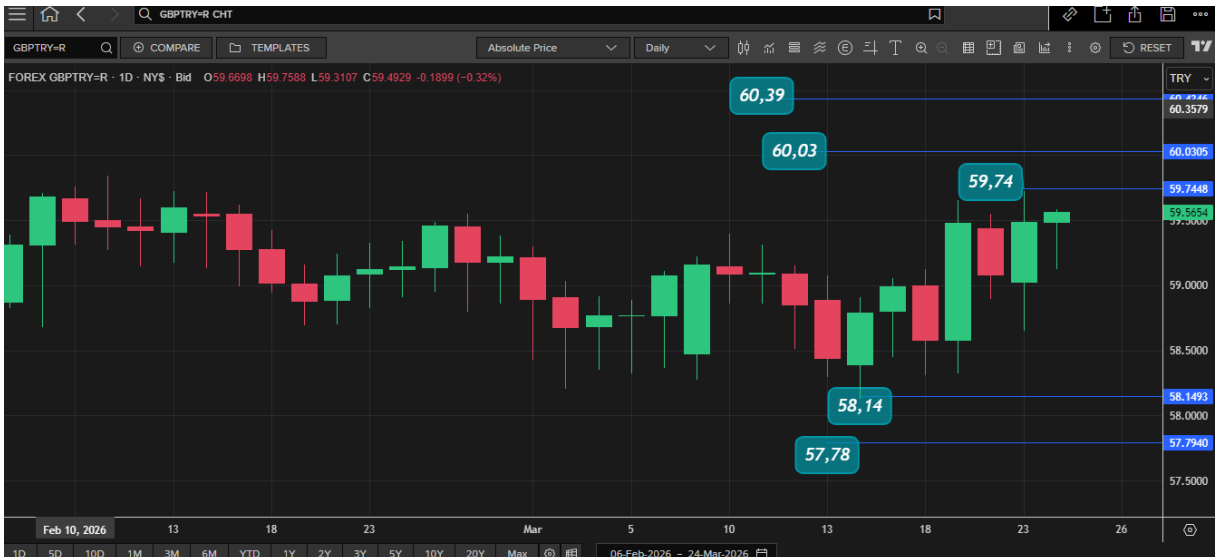 GBPTRY=R CHT
GBPTRY=R COMPARE TEMPLATES Absolute Price Daily RESET
FOREX GBPTRY=R · 1D · NY$ · Bid O59.6698 H59.7588 L59.3107 C59.4929 -0.1899 (-0.32%)
TRY
60,39
60.4246
60.3579
60,03
60.0305
59,74
59.7448
59.5654
59.5000
59.0000
58.5000
58,14
58.1493
58.0000
57,78
57.7940
57.5000
Feb 10, 2026 13 18 23 Mar 5 10 13 18 23 26
1D 5D 10D 1M 3M 6M YTD 1Y 2Y 3Y 5Y 10Y 20Y Max 06-Feb-2026 - 24-Mar-2026